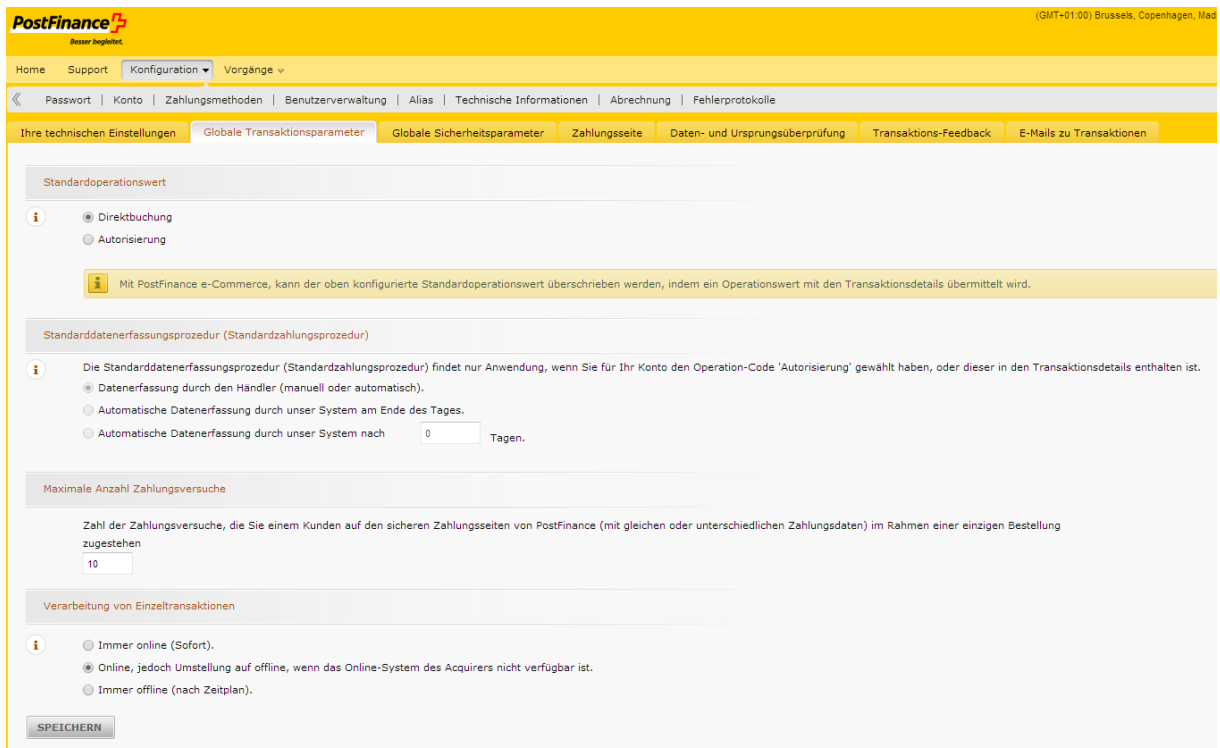 PostFinance
Besser begleitet.
(GMT+01:00) Brussels, Copenhagen, Mad
Home Support Konfiguration Vorgänge
Passwort | Konto | Zahlungsmethoden | Benutzerverwaltung | Alias | Technische Informationen | Abrechnung | Fehlerprotokolle
Ihre technischen Einstellungen Globale Transaktionsparameter Globale Sicherheitsparameter Zahlungsseite Daten- und Ursprungsüberprüfung Transaktions-Feedback E-Mails zu Transaktionen
Standardoperationswert
Direktbuchung
Autorisierung
Mit PostFinance e-Commerce, kann der oben konfigurierte Standardoperationswert überschrieben werden, indem ein Operationswert mit den Transaktionsdetails übermittelt wird.
Standarddatenerfassungsprozedur (Standardzahlungsprozedur)
Die Standarddatenerfassungsprozedur (Standardzahlungsprozedur) findet nur Anwendung, wenn Sie für Ihr Konto den Operation-Code 'Autorisierung' gewählt haben, oder dieser in den Transaktionsdetails enthalten ist.
Datenerfassung durch den Händler (manuell oder automatisch).
Automatische Datenerfassung durch unser System am Ende des Tages.
Automatische Datenerfassung durch unser System nach 0 Tagen.
Maximale Anzahl Zahlungsversuche
Zahl der Zahlungsversuche, die Sie einem Kunden auf den sicheren Zahlungsseiten von PostFinance (mit gleichen oder unterschiedlichen Zahlungsdaten) im Rahmen einer einzigen Bestellung
zugestehen
10
Verarbeitung von Einzeltransaktionen
Immer online (Sofort).
Online, jedoch Umstellung auf offline, wenn das Online-System des Acquirers nicht verfügbar ist.
Immer offline (nach Zeitplan).
SPEICHERN